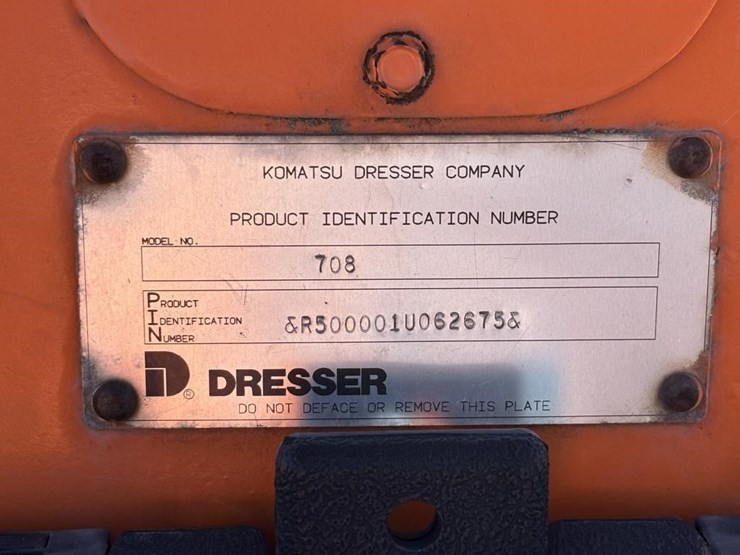 KOMATSU DRESSER COMPANY
PRODUCT IDENTIFICATION NUMBER
MODEL NO.
708
PRODUCT
IDENTIFICATION
NUMBER
&R500001U062675&
D ® DRESSER
DO NOT DEFACE OR REMOVE THIS PLATE